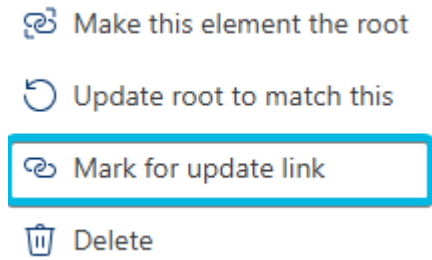 Make this element the root
Update root to match this
Mark for update link
Delete